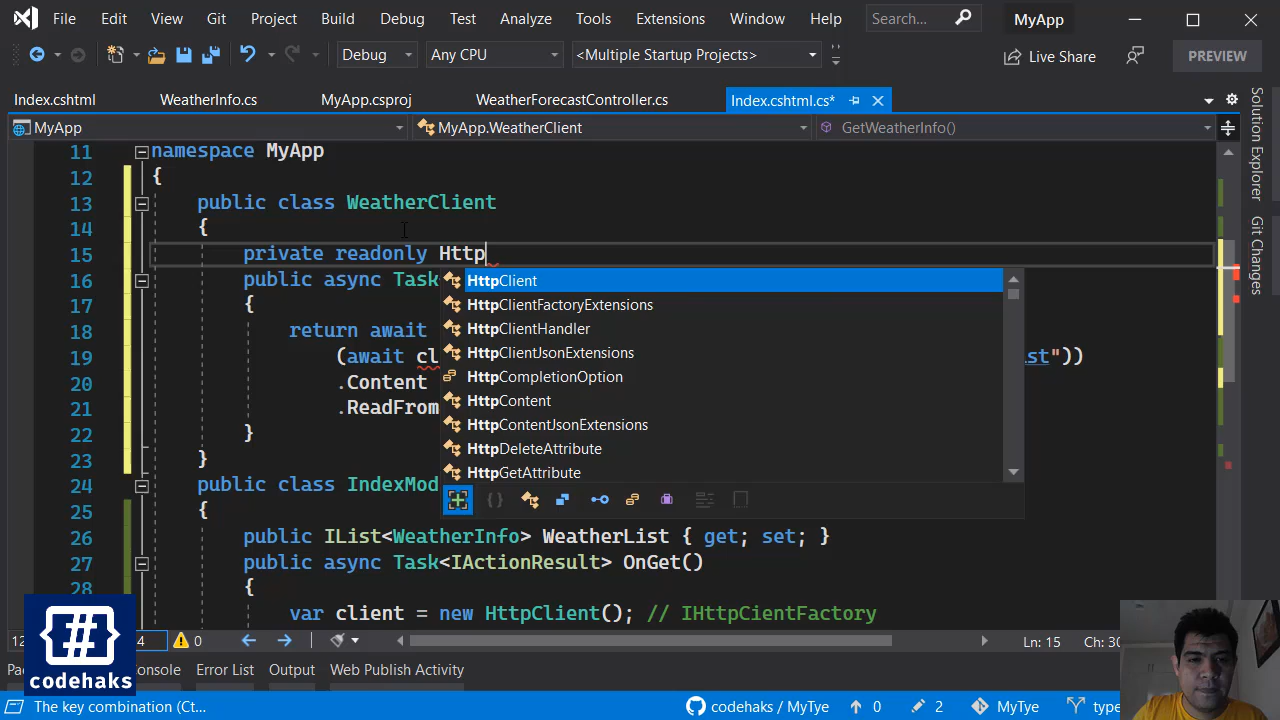 File Edit View Git Project Build Debug Test Analyze Tools Extensions Window Help Search... MyApp
Debug Any CPU <Multiple Startup Projects> Live Share PREVIEW
Index.cshtml WeatherInfo.cs MyApp.csproj WeatherForecastController.cs Index.cshtml.cs*
MyApp MyApp.WeatherClient GetWeatherInfo()
11 namespace MyApp
12 {
13 public class WeatherClient
14 {
15 private readonly Http
16 public async Task
17 {
18 return await
19 (await cl st"))
20 .Content
21 .ReadFrom
22 }
23 }
24 public class IndexMod
25 {
26 public IList<WeatherInfo> WeatherList { get; set; }
27 public async Task<IActionResult> OnGet()
28 {
var client = new HttpClient(); // IHttpCientFactory
HttpClient
HttpClientFactoryExtensions
HttpClientHandler
HttpClientJsonExtensions
HttpCompletionOption
HttpContent
HttpContentJsonExtensions
HttpDeleteAttribute
HttpGetAttribute
Solution Explorer
Git Changes
12 4 0 Ln: 15 Ch: 30
Pac onsole Error List Output Web Publish Activity
The key combination (Ct... codehaks / MyTye 0 2 MyTye type
{#}
codehaks